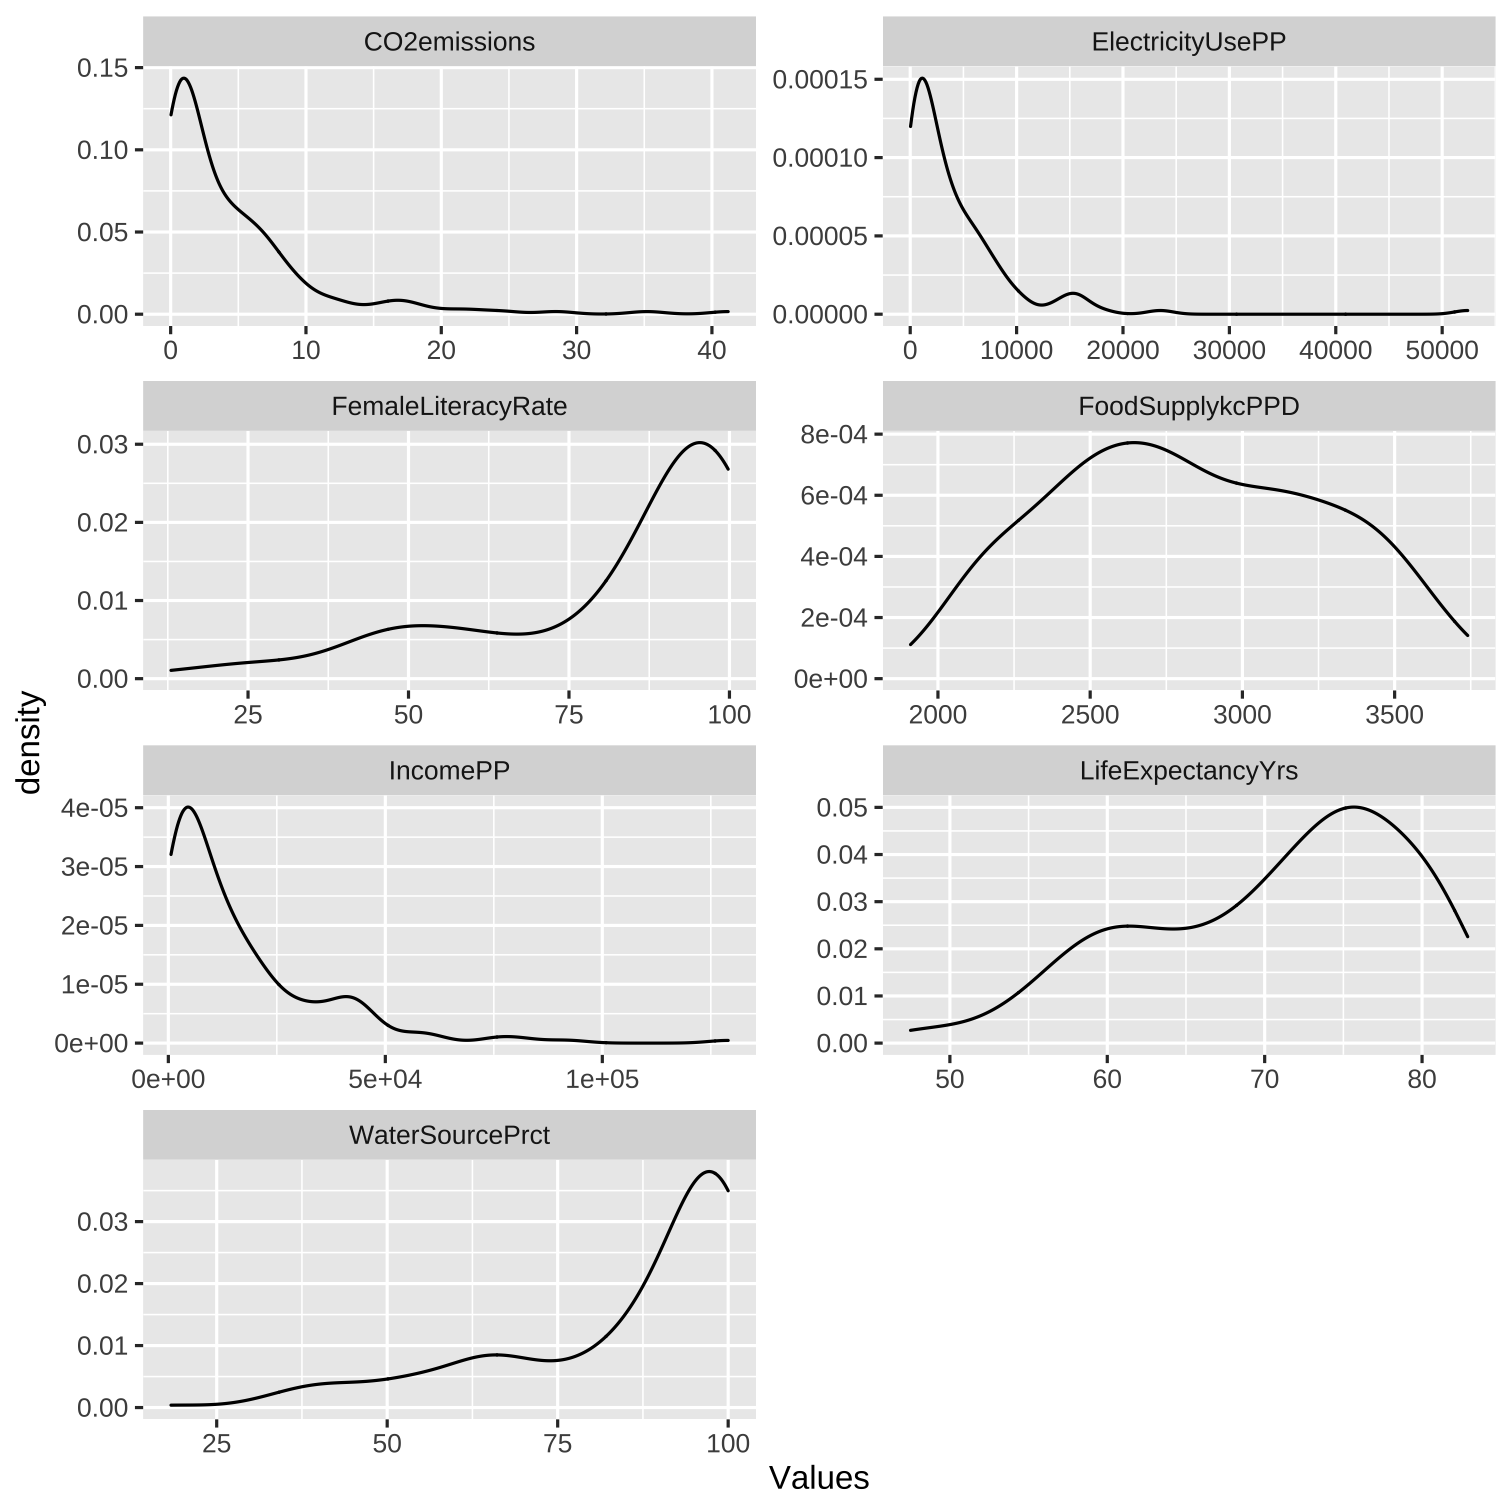 CO2emissions
0.15
0.10
0.05
0.00
0 10 20 30 40
ElectricityUsePP
0.00015
0.00010
0.00005
0.00000
0 10000 20000 30000 40000 50000
FemaleLiteracyRate
0.03
0.02
0.01
0.00
25 50 75 100
FoodSupplykcPPD
8e-04
6e-04
4e-04
2e-04
0e+00
2000 2500 3000 3500
IncomePP
4e-05
3e-05
2e-05
1e-05
0e+00
0e+00 5e+04 1e+05
LifeExpectancyYrs
0.05
0.04
0.03
0.02
0.01
0.00
50 60 70 80
WaterSourcePrct
0.03
0.02
0.01
0.00
25 50 75 100
density
Values